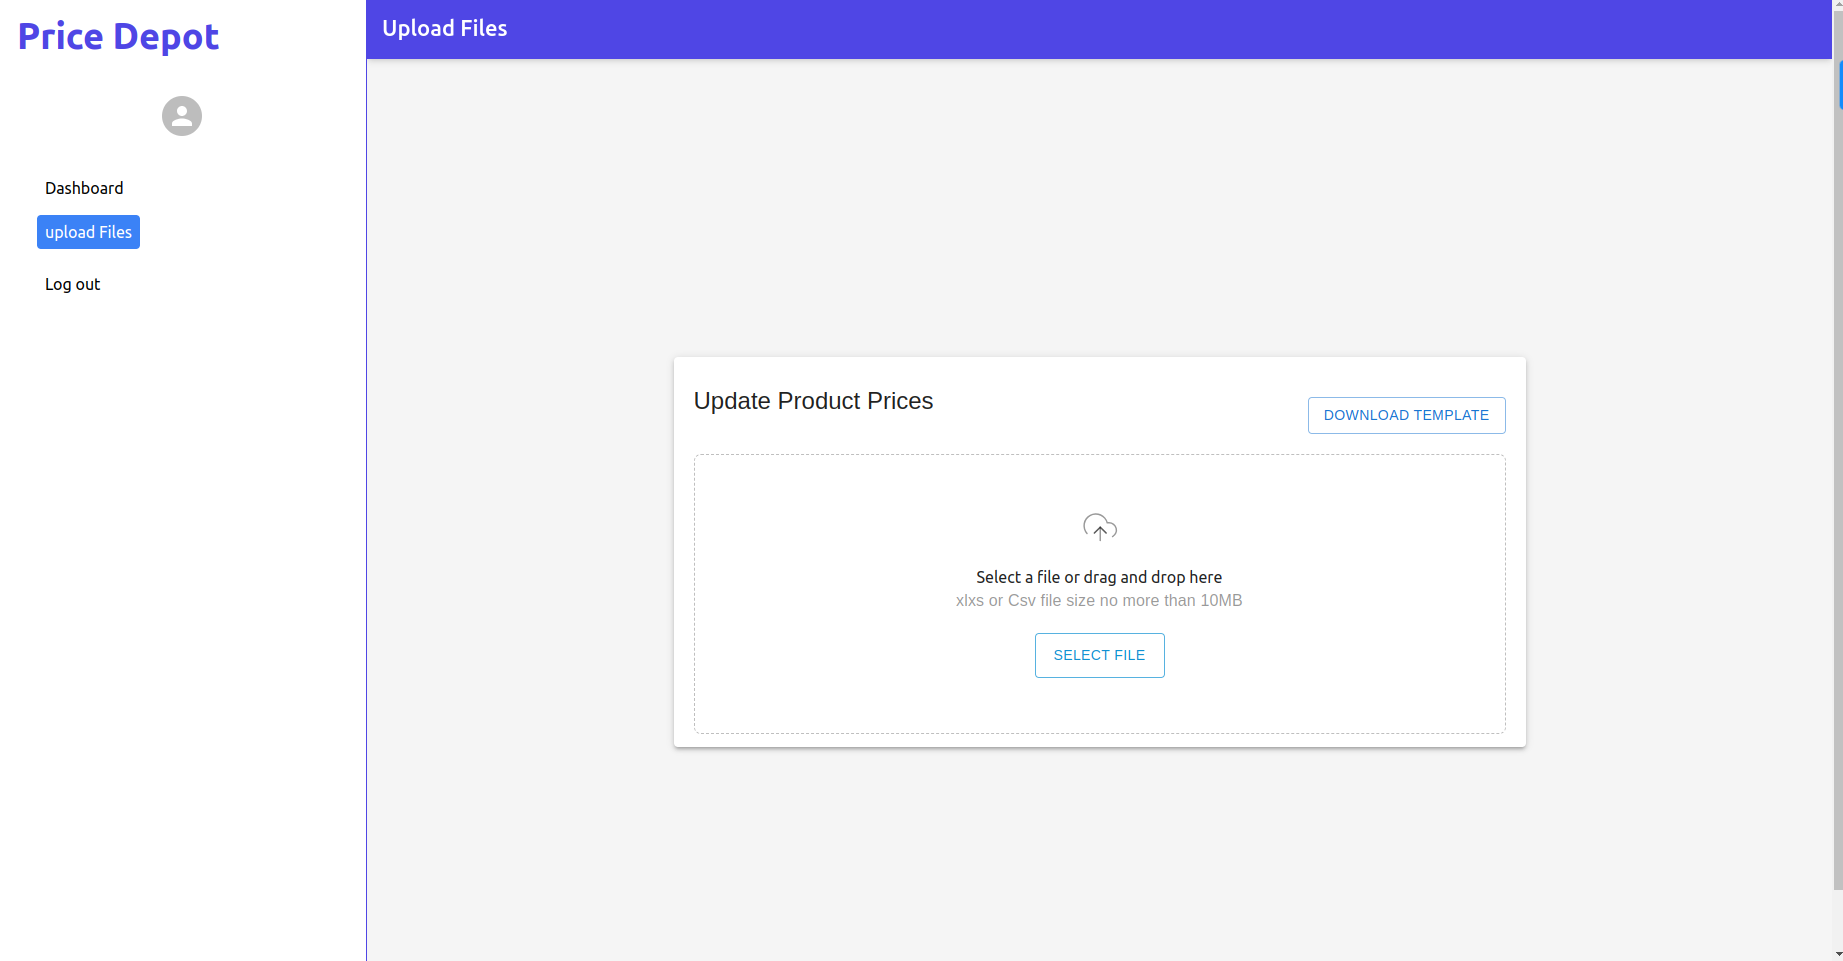 Price Depot
Dashboard
upload Files
Log out
Upload Files
Update Product Prices
DOWNLOAD TEMPLATE
Select a file or drag and drop here
xlxs or Csv file size no more than 10MB
SELECT FILE